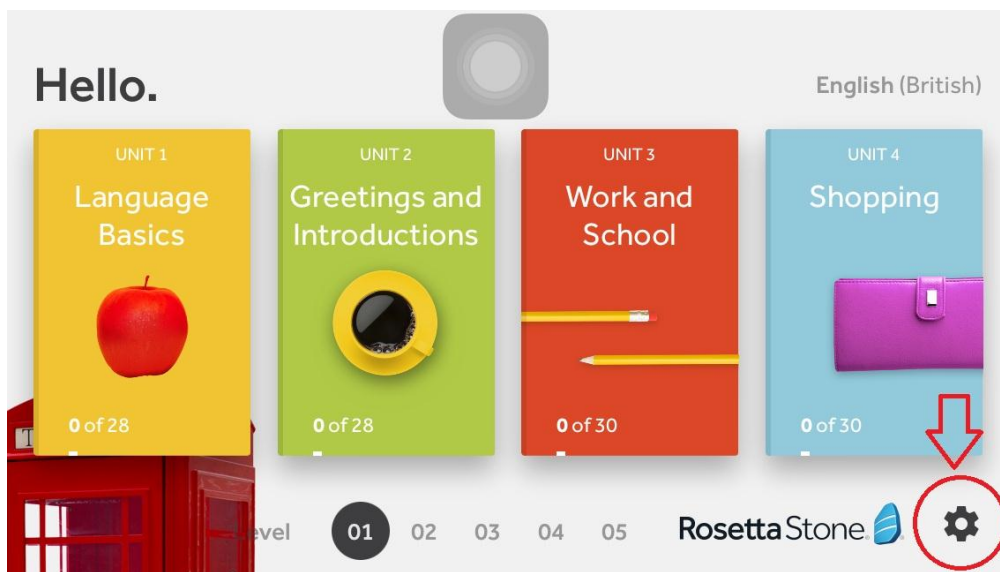 Hello.
English (British)
UNIT 1
Language
Basics
0 of 28
UNIT 2
Greetings and
Introductions
0 of 28
UNIT 3
Work and
School
0 of 30
UNIT 4
Shopping
0 of 30
evel
01 02 03 04 05
RosettaStone